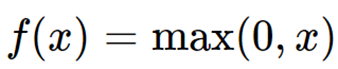 f(x) = max(0, x)